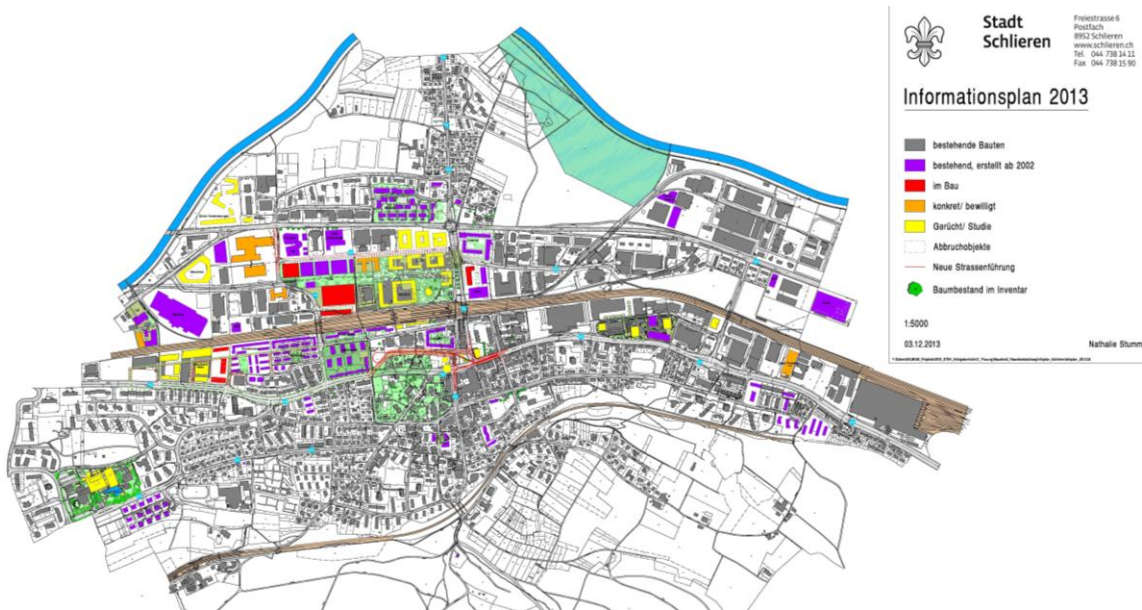 Stadt
Schlieren
Freiestrasse 6
Postfach
8952 Schlieren
www.schlieren.ch
Tel. 044 738 14 11
Fax 044 738 15 90
Informationsplan 2013
bestehende Bauten
bestehend, erstellt ab 2002
im Bau
konkret/ bewilligt
Gerücht/ Studie
Abbruchobjekte
Neue Strassenführung
Baumbestand im Inventar
1:5000
03.12.2013
Nathalie Stumm